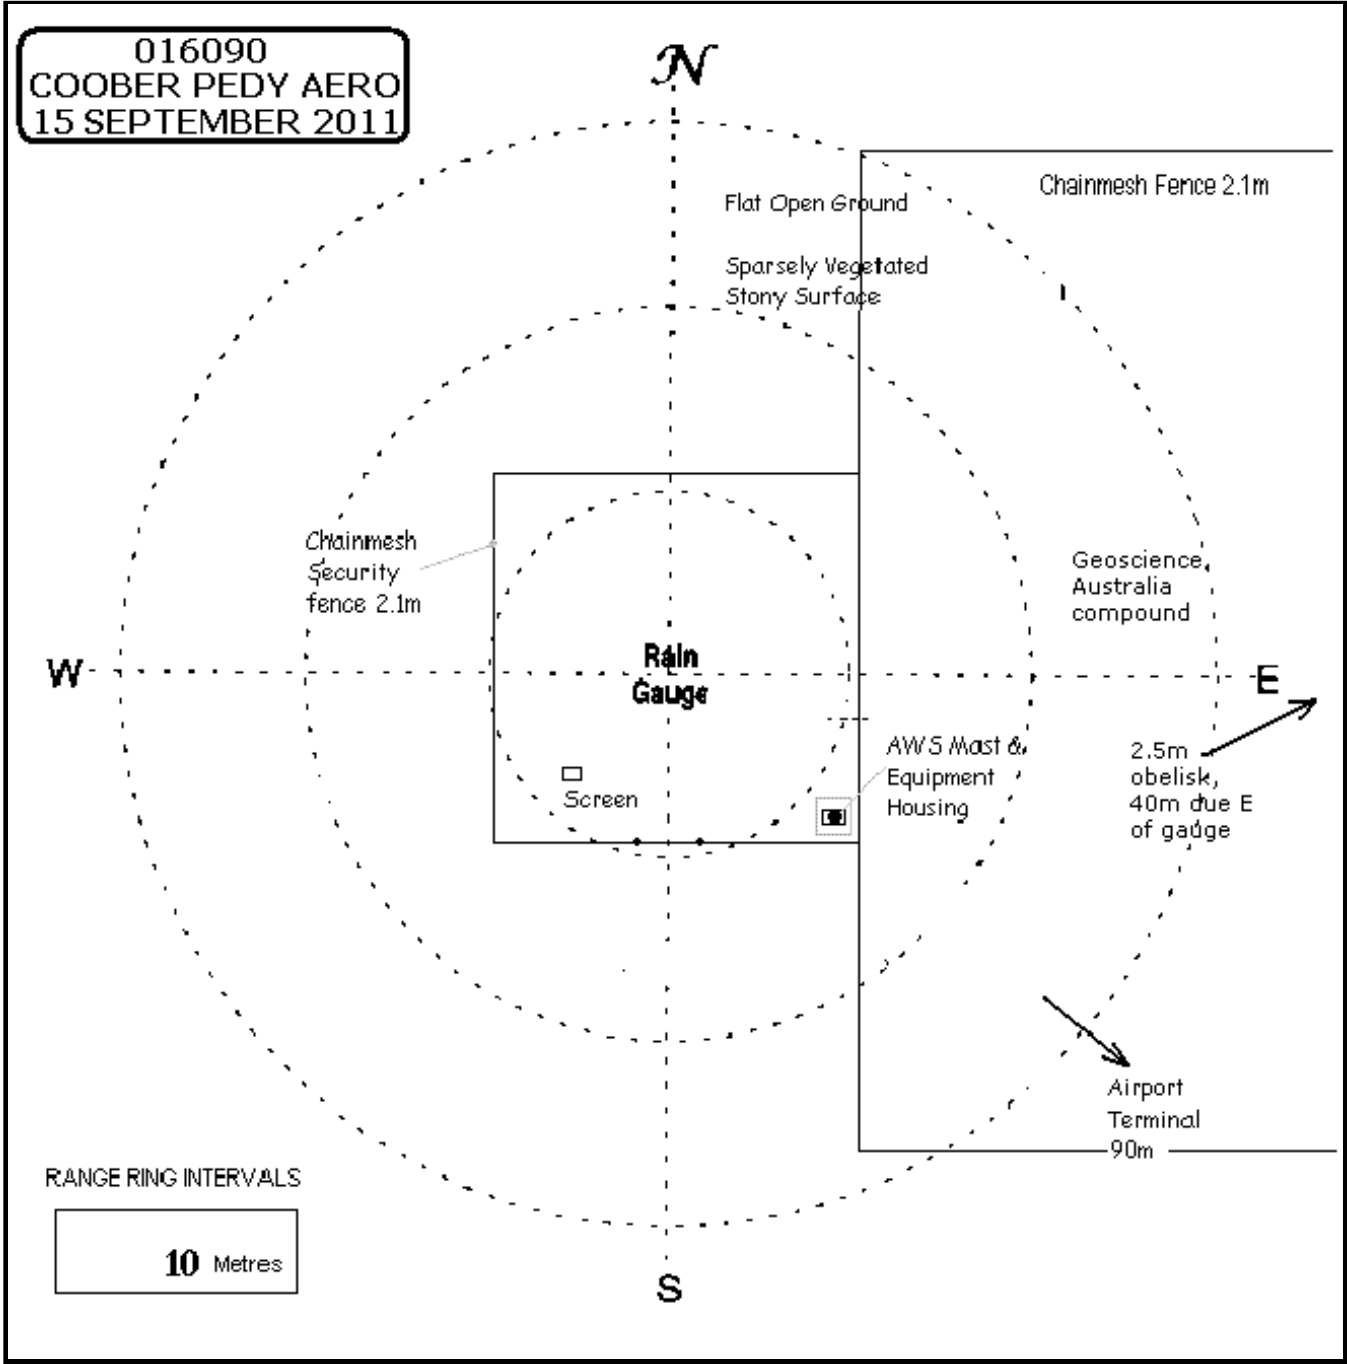 016090
COOBER PEDY AERO
15 SEPTEMBER 2011
N
Chainmesh Fence 2.1m
Flat Open Ground
Sparsely Vegetated
Stony Surface
Chainmesh
Security
fence 2.1m
Geoscience
Australia
compound
Rain
Gauge
W
E
AWS Mast &
Equipment
Housing
2.5m
obelisk,
40m due E
of gauge
Screen
Airport
Terminal
90m
RANGE RING INTERVALS
10 Metres
S